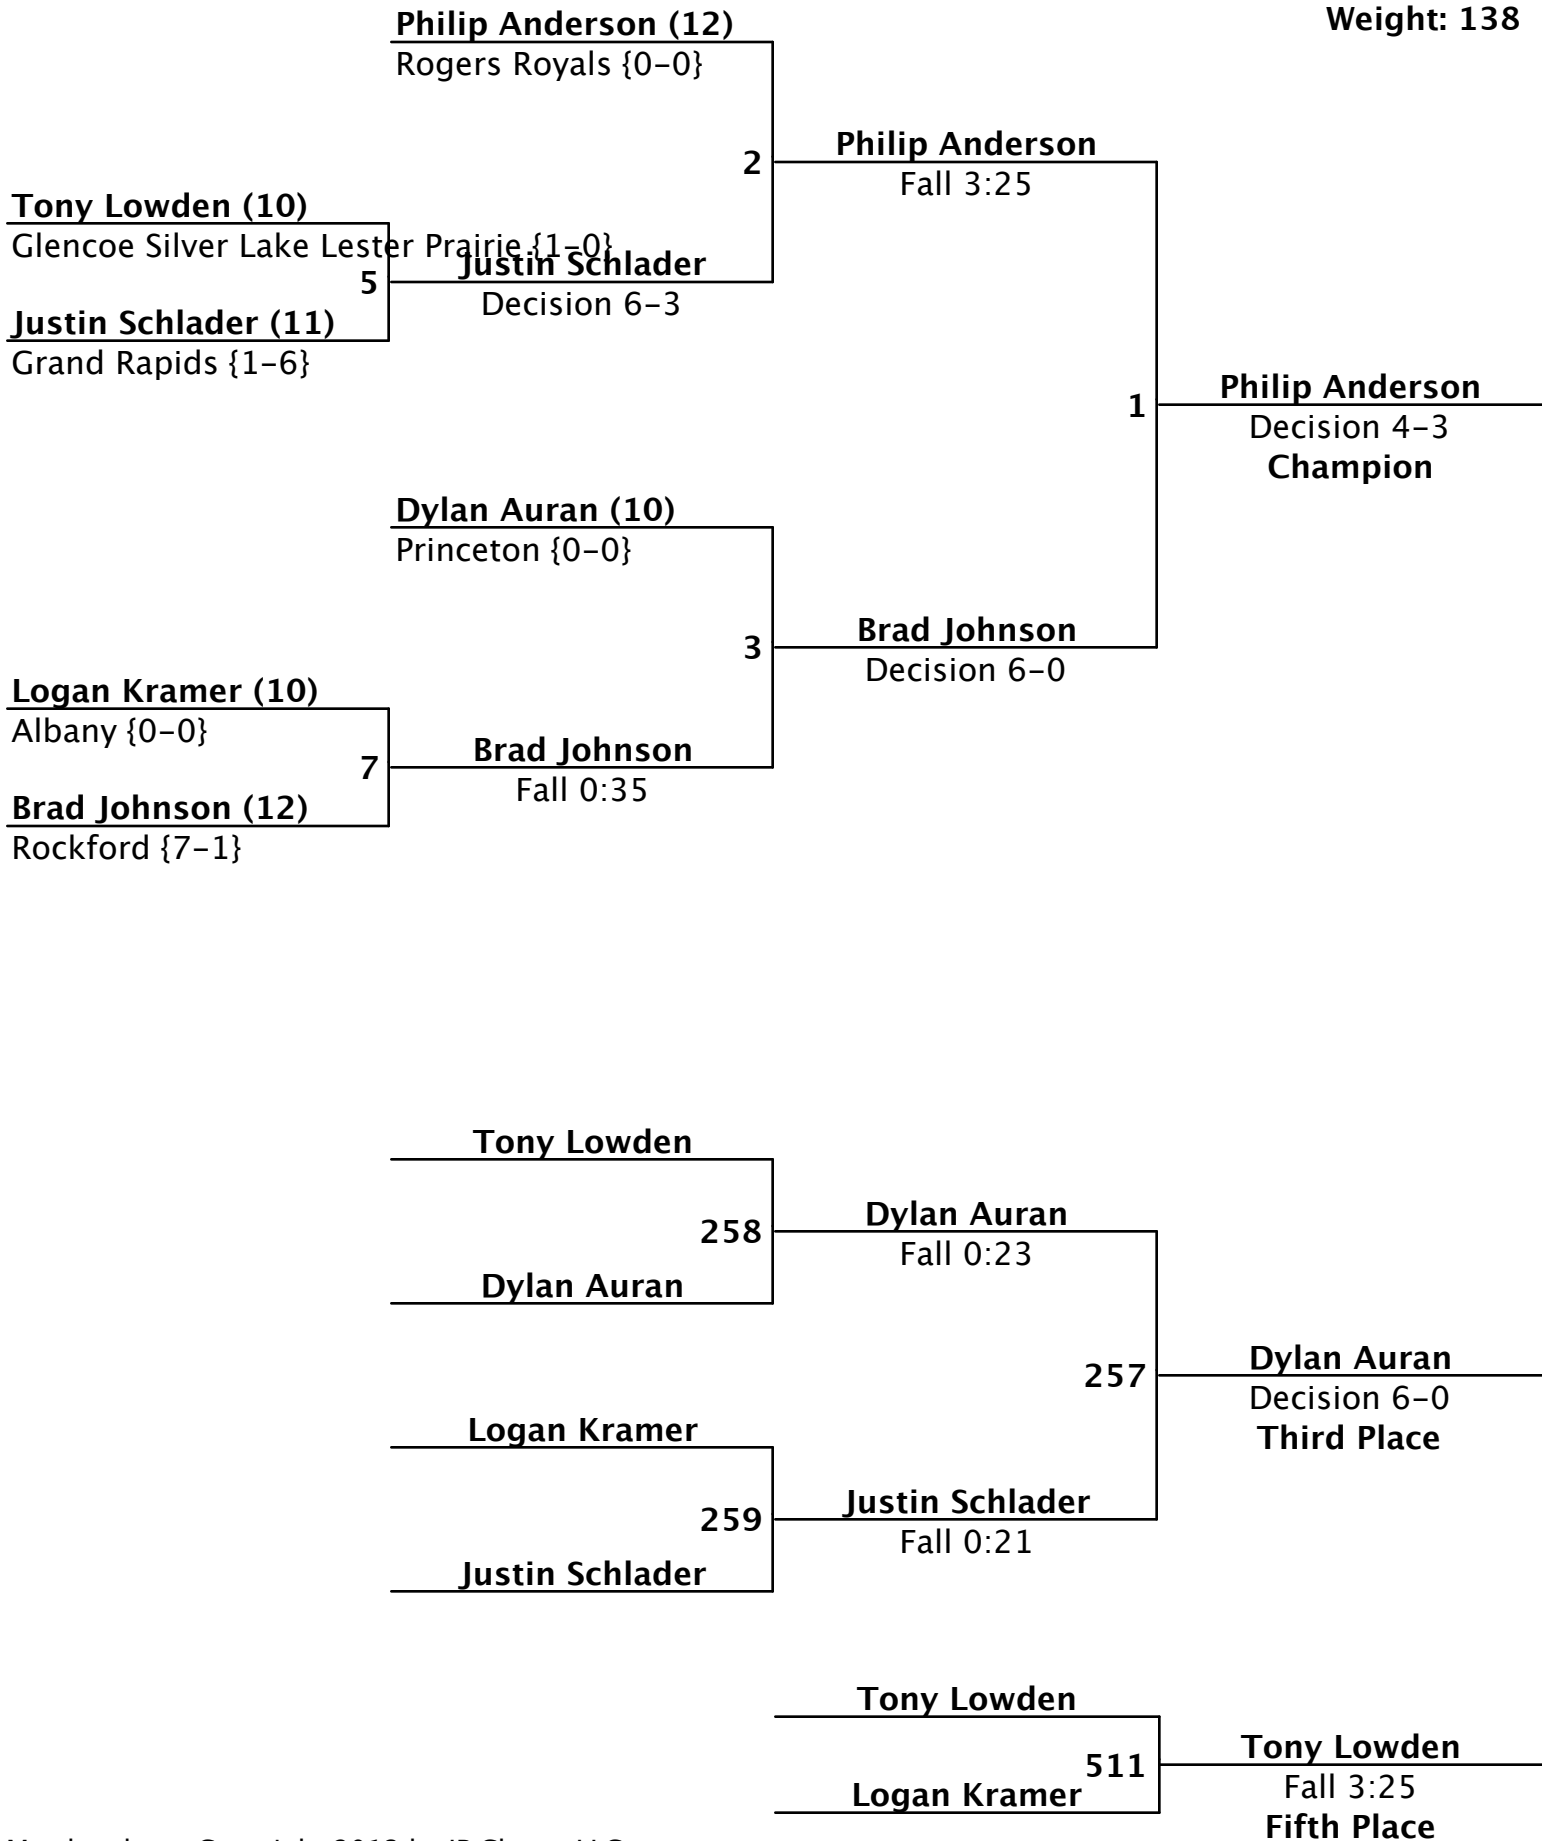 Weight: 138
Philip Anderson (12)
Rogers Royals {0-0}
2
Philip Anderson
Fall 3:25
Tony Lowden (10)
Glencoe Silver Lake Lester Prairie {1-0}
5
Justin Schlader
Decision 6-3
Justin Schlader (11)
Grand Rapids {1-6}
1
Philip Anderson
Decision 4-3
Champion
Dylan Auran (10)
Princeton {0-0}
3
Brad Johnson
Decision 6-0
Logan Kramer (10)
Albany {0-0}
7
Brad Johnson
Fall 0:35
Brad Johnson (12)
Rockford {7-1}
Tony Lowden
258
Dylan Auran
Fall 0:23
Dylan Auran
257
Dylan Auran
Decision 6-0
Third Place
Logan Kramer
259
Justin Schlader
Fall 0:21
Justin Schlader
Tony Lowden
511
Tony Lowden
Fall 3:25
Fifth Place
Logan Kramer